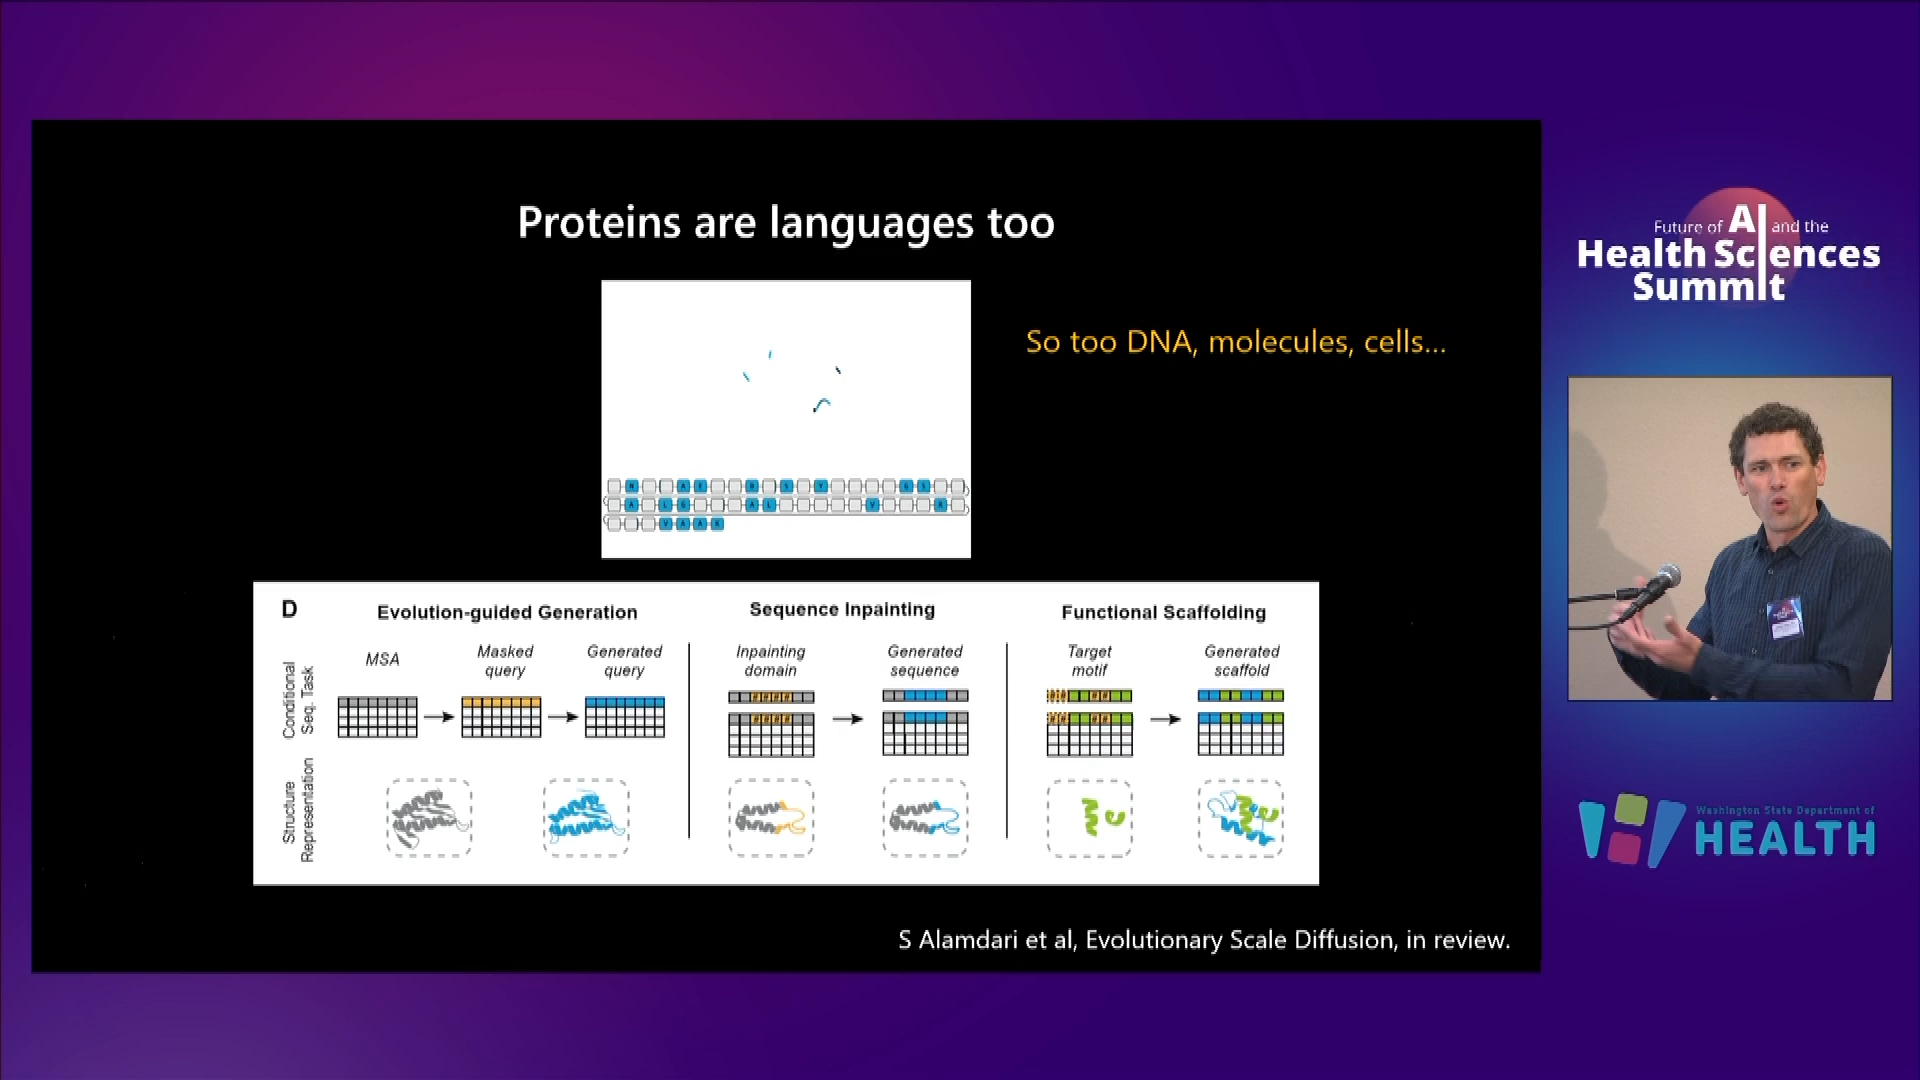 Proteins are languages too
So too DNA, molecules, cells...
D
Evolution-guided Generation
Sequence Inpainting
Functional Scaffolding
Conditional
Seq. Task
MSA
Masked
query
Generated
query
Inpainting
domain
Generated
sequence
Target
motif
Generated
scaffold
Structure
Representation
S Alamdari et al, Evolutionary Scale Diffusion, in review.
Future of AI and the
Health Sciences
Summit
Washington State Department of
HEALTH